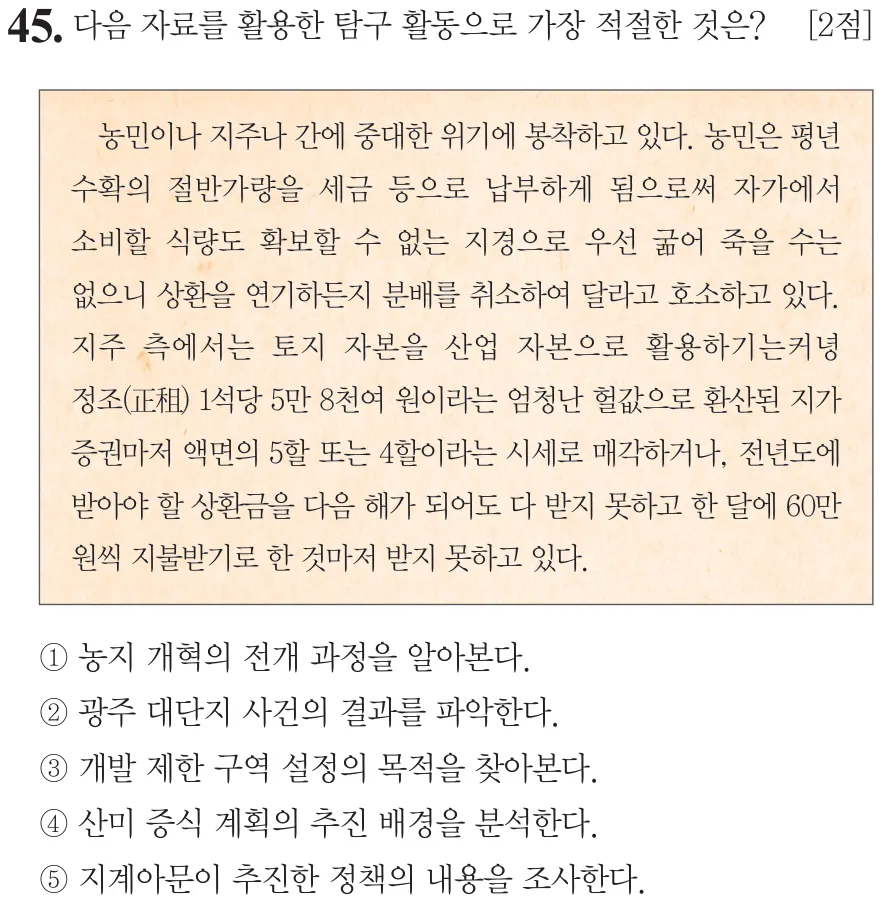 45. 다음 자료를 활용한 탐구 활동으로 가장 적절한 것은? [2점]
농민이나 지주나 간에 중대한 위기에 봉착하고 있다. 농민은 평년
수확의 절반가량을 세금 등으로 납부하게 됨으로써 자가에서
소비할 식량도 확보할 수 없는 지경으로 우선 굶어 죽을 수는
없으니 상환을 연기하든지 분배를 취소하여 달라고 호소하고 있다.
지주 측에서는 토지 자본을 산업 자본으로 활용하기는커녕
정조(正租) 1석당 5만 8천여 원이라는 엄청난 헐값으로 환산된 지가
증권마저 액면의 5할 또는 4할이라는 시세로 매각하거나, 전년도에
받아야 할 상환금을 다음 해가 되어도 다 받지 못하고 한 달에 60만
원씩 지불받기로 한 것마저 받지 못하고 있다.
① 농지 개혁의 전개 과정을 알아본다.
② 광주 대단지 사건의 결과를 파악한다.
③ 개발 제한 구역 설정의 목적을 찾아본다.
④ 산미 증식 계획의 추진 배경을 분석한다.
⑤ 지계아문이 추진한 정책의 내용을 조사한다.